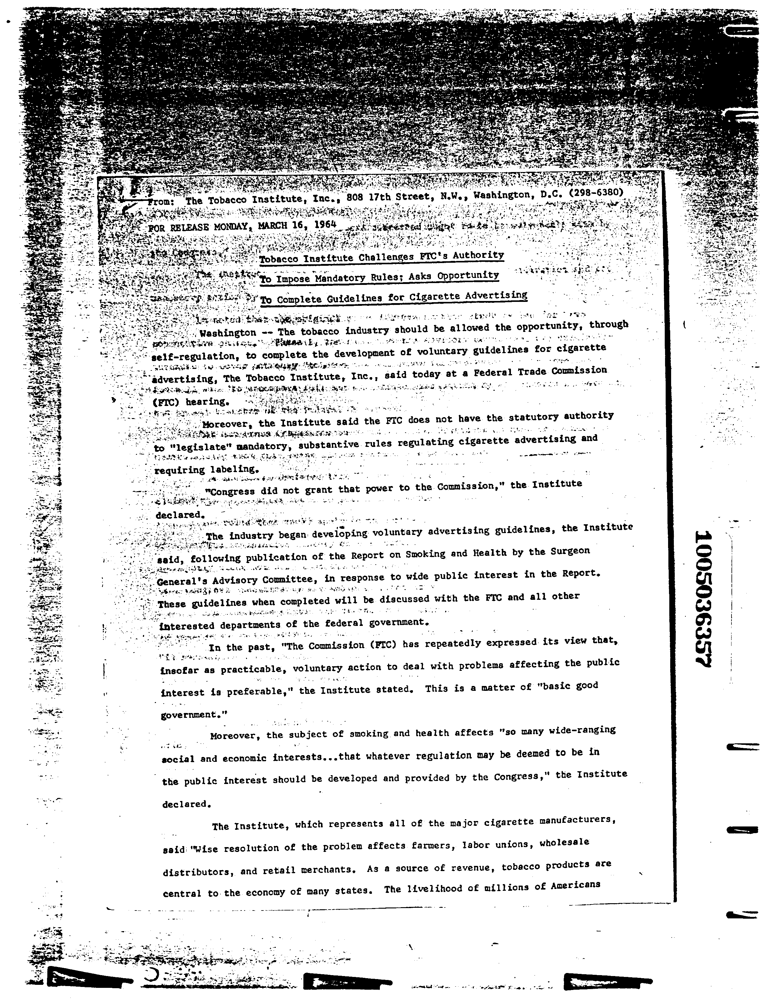 From: The Tobacco Institute, Inc., 808 17th Street, N.W., Washington, D.C. (298-6380)
FOR RELEASE MONDAY, MARCH 16, 1964
Tobacco Institute Challenges FTC's Authority
To Impose Mandatory Rules; Asks Opportunity
To Complete Guidelines for Cigarette Advertising
Washington -- The tobacco industry should be allowed the opportunity, through
self-regulation, to complete the development of voluntary guidelines for cigarette
advertising, The Tobacco Institute, Inc., said today at a Federal Trade Commission
(FTC) hearing.
Moreover, the Institute said the FTC does not have the statutory authority
to "legislate" mandatory, substantive rules regulating cigarette advertising and
requiring labeling.
"Congress did not grant that power to the Commission," the Institute
declared.
The industry began developing voluntary advertising guidelines, the Institute
said, following publication of the Report on Smoking and Health by the Surgeon
General's Advisory Committee, in response to wide public interest in the Report.
These guidelines when completed will be discussed with the FTC and all other
interested departments of the federal government.
In the past, "The Commission (FTC) has repeatedly expressed its view that,
insofar as practicable, voluntary action to deal with problems affecting the public
interest is preferable," the Institute stated. This is a matter of "basic good
government."
Moreover, the subject of smoking and health affects "so many wide-ranging
social and economic interests...that whatever regulation may be deemed to be in
the public interest should be developed and provided by the Congress," the Institute
declared.
The Institute, which represents all of the major cigarette manufacturers,
said "Wise resolution of the problem affects farmers, labor unions, wholesale
distributors, and retail merchants. As a source of revenue, tobacco products are
central to the economy of many states. The livelihood of millions of Americans
1005036357